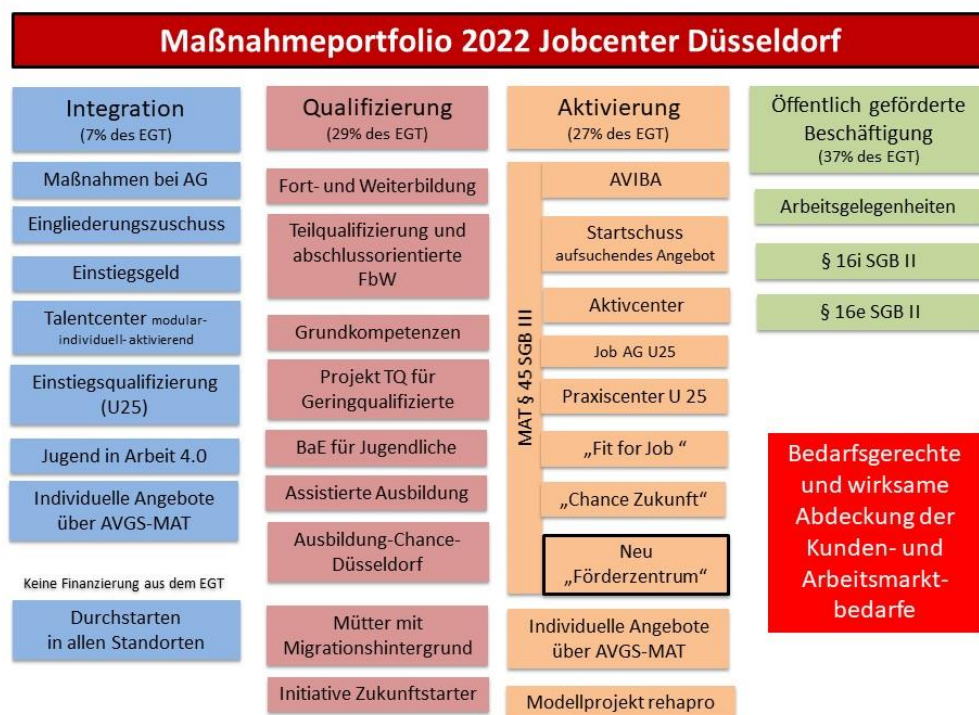 Maßnahmeportfolio 2022 Jobcenter Düsseldorf
Integration
(7% des EGT)
Maßnahmen bei AG
Eingliederungszuschuss
Einstiegsgeld
Talentcenter modular-
individuell-aktivierend
Einstiegsqualifizierung
(U25)
Jugend in Arbeit 4.0
Individuelle Angebote
über AVGS-MAT
Keine Finanzierung aus dem EGT
Durchstarten
in allen Standorten
Qualifizierung
(29% des EGT)
Fort- und Weiterbildung
Teilqualifizierung und
abschlussorientierte
FbW
Grundkompetenzen
Projekt TQ für
Geringqualifizierte
BaE für Jugendliche
Assistierte Ausbildung
Ausbildung-Chance-
Düsseldorf
Mütter mit
Migrationshintergrund
Initiative Zukunftstarter
Aktivierung
(27% des EGT)
MAT § 45 SGB III
AVIBA
Startschuss
aufsuchendes Angebot
Aktivcenter
Job AG U25
Praxiscenter U 25
„Fit for Job “
„Chance Zukunft“
Neu
„Förderzentrum“
Individuelle Angebote
über AVGS-MAT
Modellprojekt rehapro
Öffentlich geförderte
Beschäftigung
(37% des EGT)
Arbeitsgelegenheiten
§ 16i SGB II
§ 16e SGB II
Bedarfsgerechte
und wirksame
Abdeckung der
Kunden- und
Arbeitsmarkt-
bedarfe